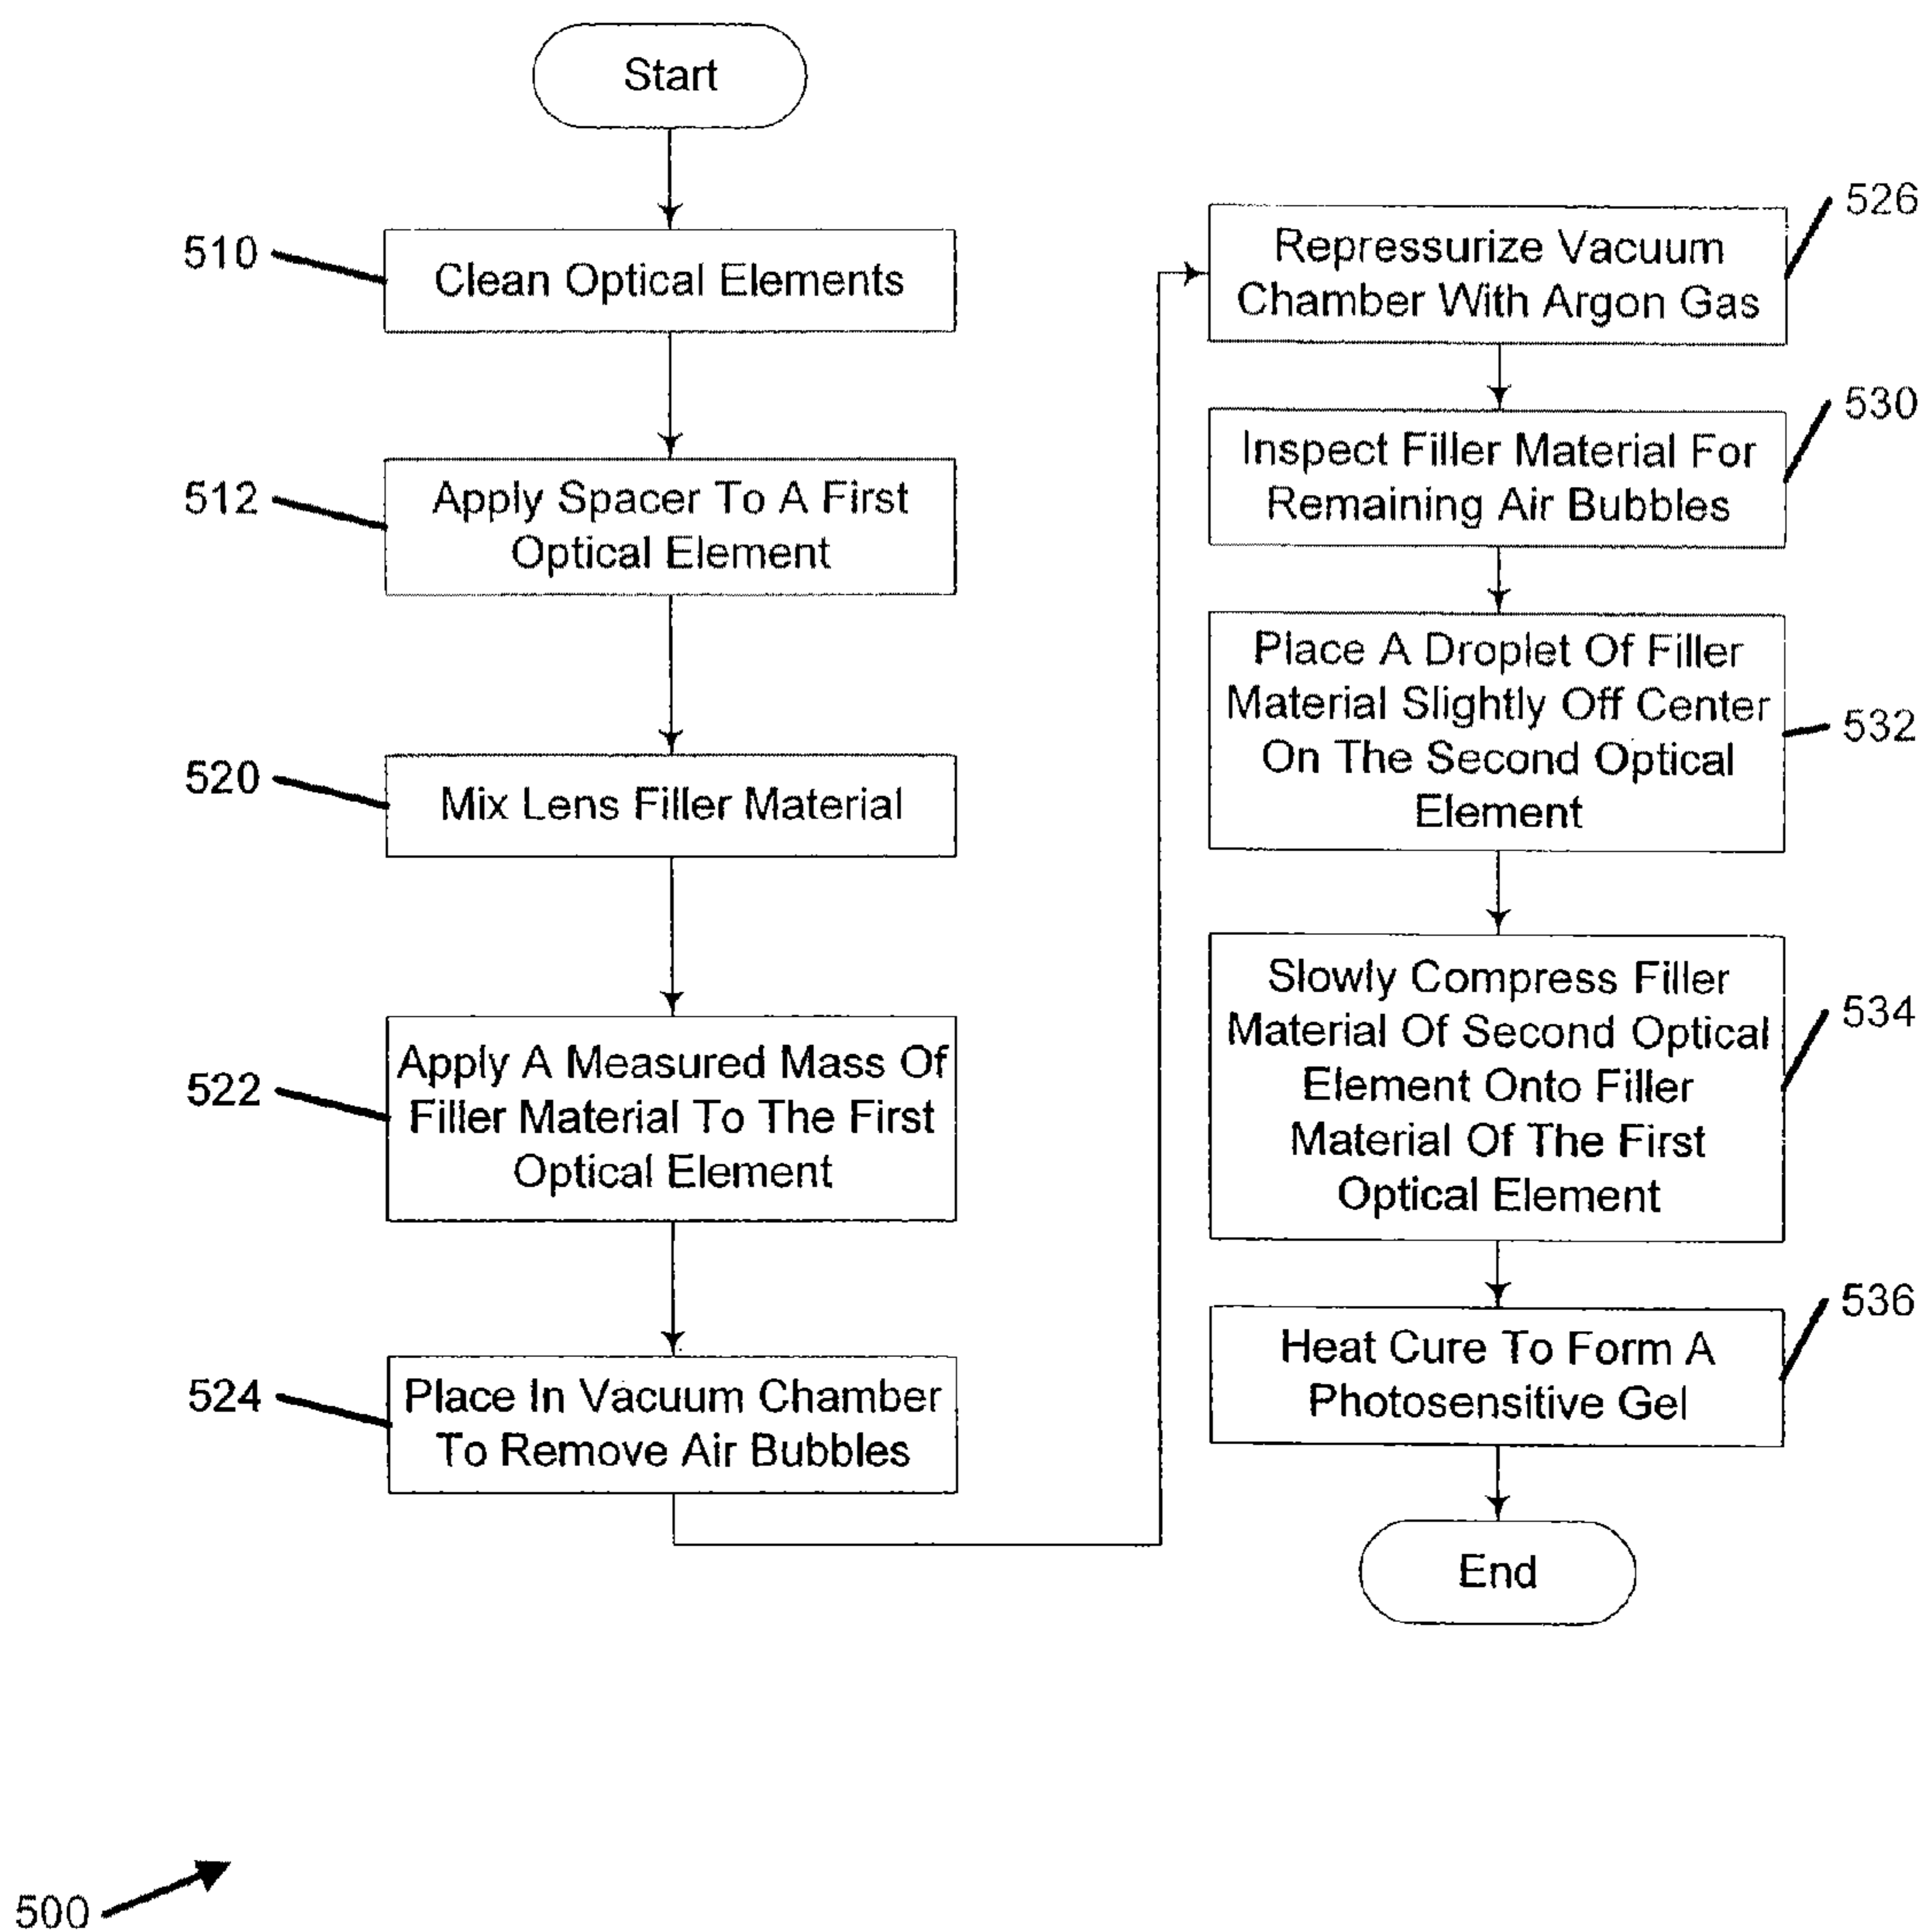 Start
510
Clean Optical Elements
512
Apply Spacer To A First
Optical Element
520
Mix Lens Filler Material
522
Apply A Measured Mass Of
Filler Material To The First
Optical Element
524
Place In Vacuum Chamber
To Remove Air Bubbles
526
Repressurize Vacuum
Chamber With Argon Gas
530
Inspect Filler Material For
Remaining Air Bubbles
532
Place A Droplet Of Filler
Material Slightly Off Center
On The Second Optical
Element
534
Slowly Compress Filler
Material Of Second Optical
Element Onto Filler
Material Of The First
Optical Element
536
Heat Cure To Form A
Photosensitive Gel
End
500